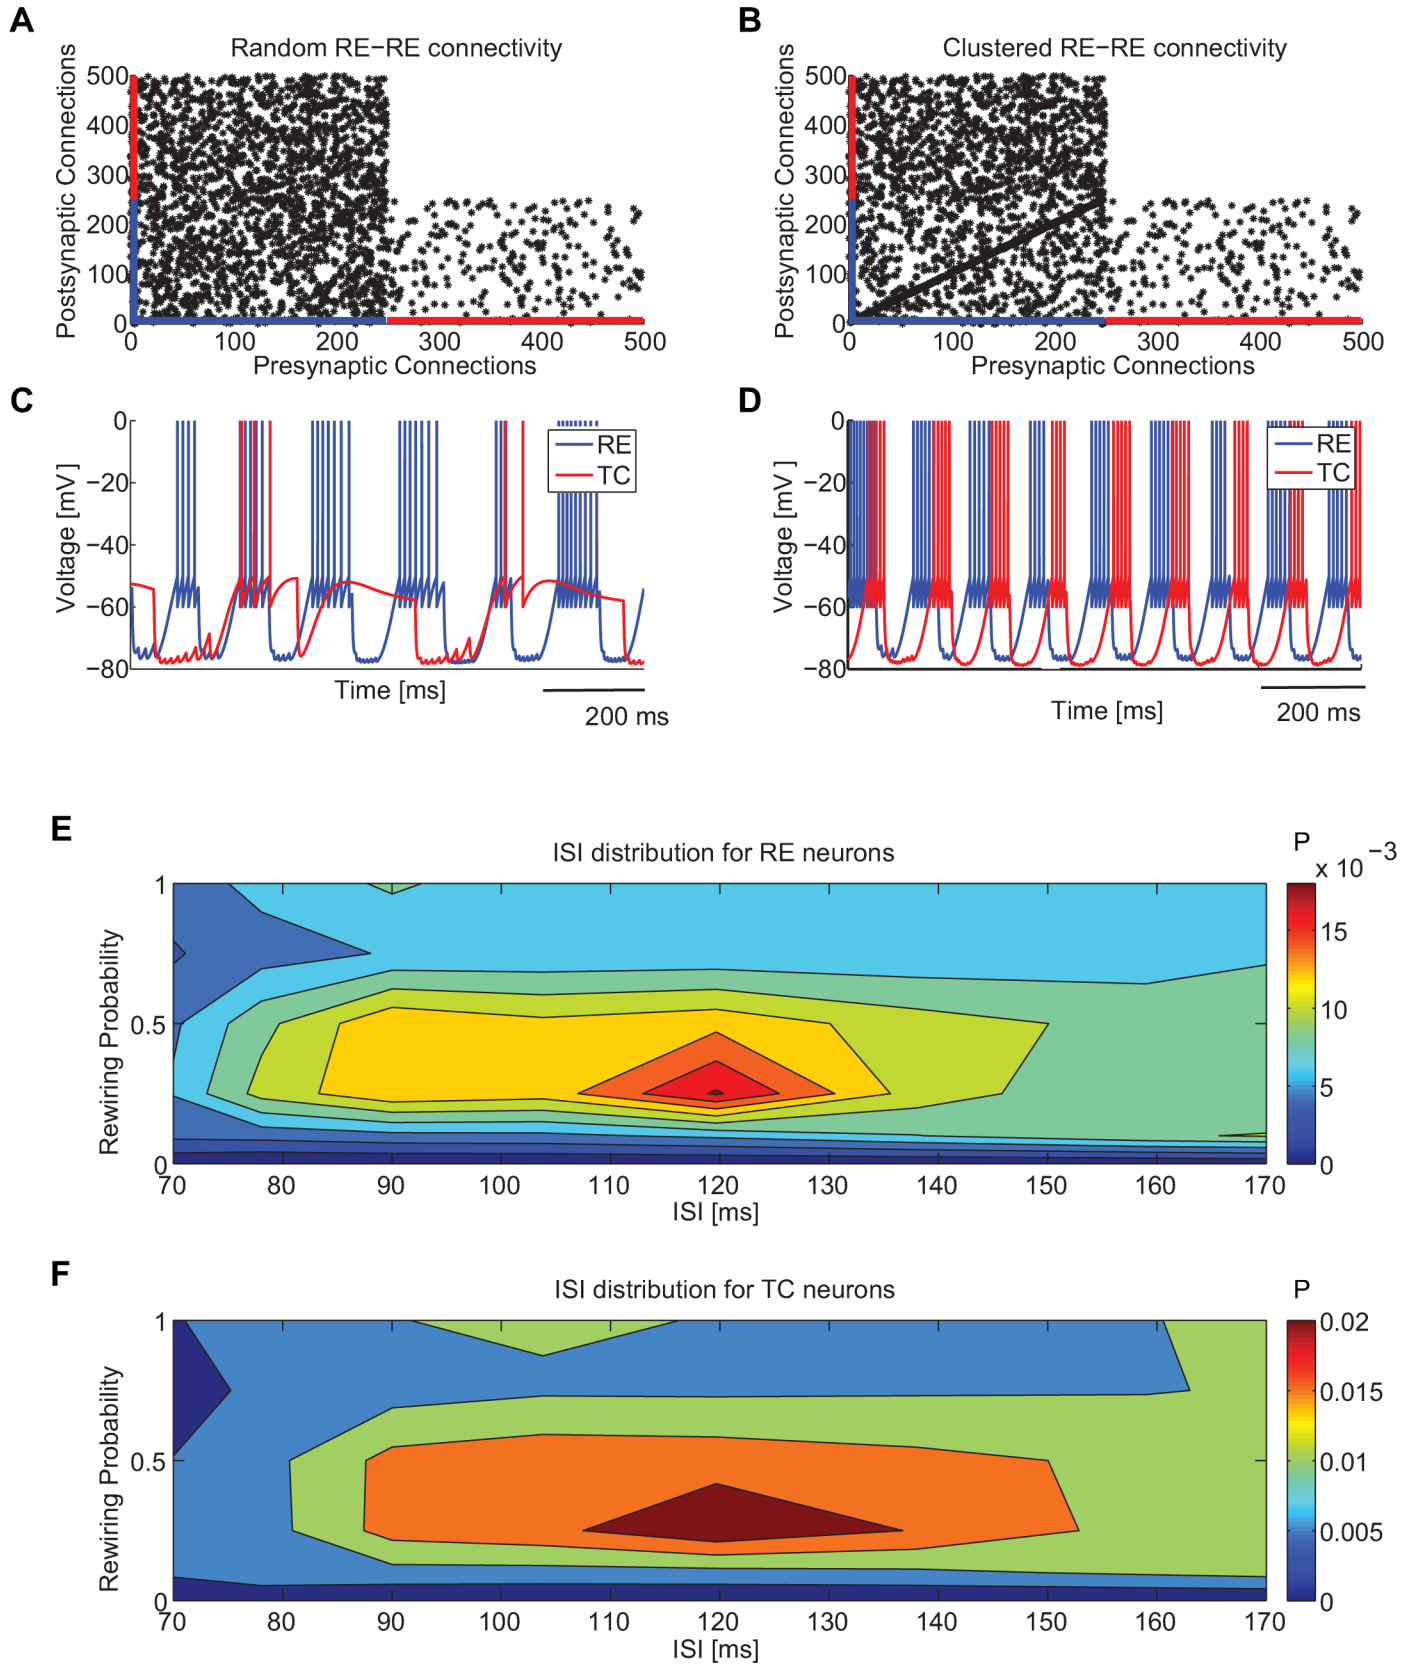 A
Random RE−RE connectivity
Postsynaptic Connections
500
400
300
200
100
0
0 100 200 300 400 500
Presynaptic Connections
B
Clustered RE−RE connectivity
Postsynaptic Connections
500
400
300
200
100
0
0 100 200 300 400 500
Presynaptic Connections
C
Voltage [mV]
0
−20
−40
−60
−80
RE
TC
Time [ms]
200 ms
D
Voltage [mV ]
0
−20
−40
−60
−80
RE
TC
Time [ms]
200 ms
E
ISI distribution for RE neurons
P
x 10 −3
Rewiring Probability
1
0.5
0
70 80 90 100 110 120 130 140 150 160 170
ISI [ms]
15
10
5
0
F
ISI distribution for TC neurons
P
Rewiring Probability
1
0.5
0
70 80 90 100 110 120 130 140 150 160 170
ISI [ms]
0.02
0.015
0.01
0.005
0